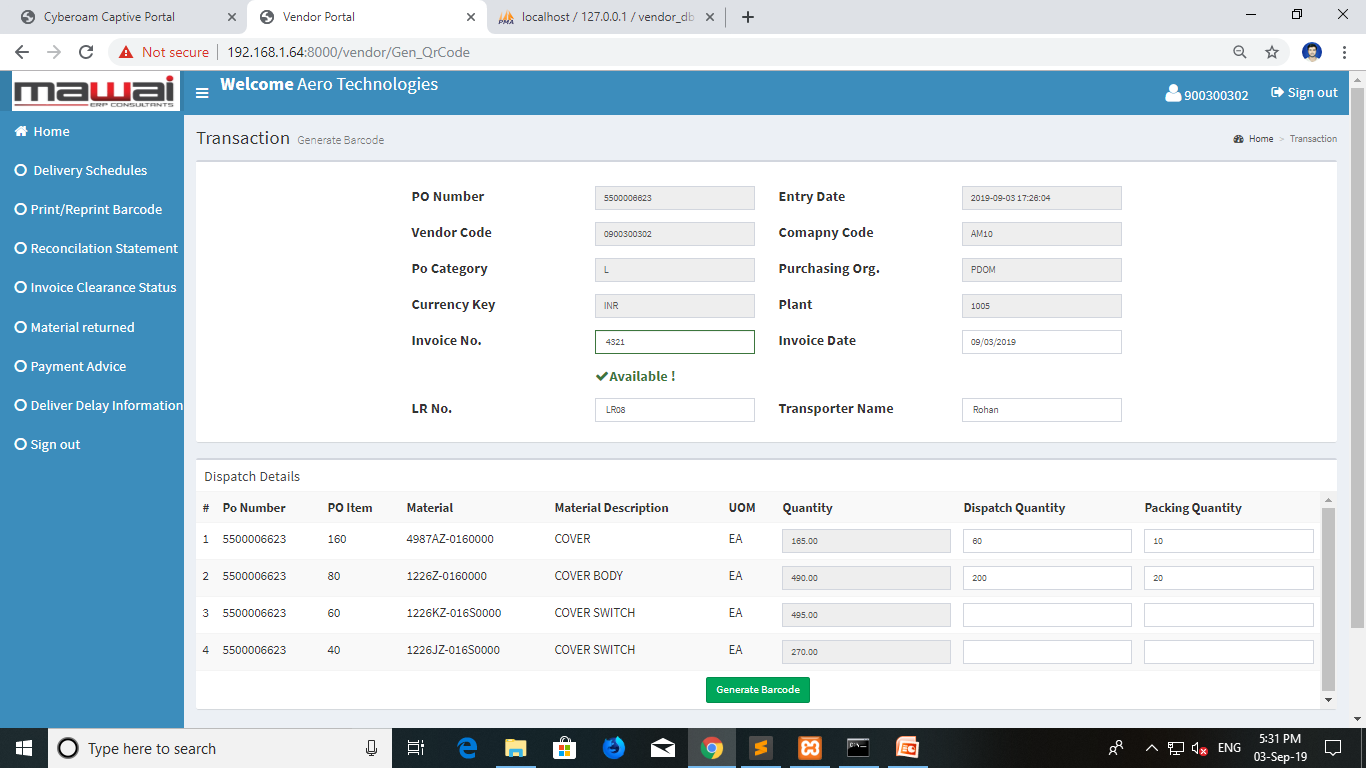 Cyberoam Captive Portal
Vendor Portal
localhost / 127.0.0.1 / vendor_db
Not secure
192.168.1.64:8000/vendor/Gen_QrCode
mawai
ERP CONSULTANTS
Welcome Aero Technologies
900300302
Sign out
Home
Delivery Schedules
Print/Reprint Barcode
Reconcilation Statement
Invoice Clearance Status
Material returned
Payment Advice
Deliver Delay Information
Sign out
Transaction Generate Barcode
Home > Transaction
PO Number 5500006623 Entry Date 2019-09-03 17:26:04
Vendor Code 0900300302 Comapny Code AM10
Po Category L Purchasing Org. PDOM
Currency Key INR Plant 1005
Invoice No. 4321 Invoice Date 09/03/2019
Available !
LR No. LR08 Transporter Name Rohan
Dispatch Details
# Po Number PO Item Material Material Description UOM Quantity Dispatch Quantity Packing Quantity
1 5500006623 160 4987AZ-0160000 COVER EA 165.00 60 10
2 5500006623 80 1226Z-0160000 COVER BODY EA 490.00 200 20
3 5500006623 60 1226KZ-016S0000 COVER SWITCH EA 495.00
4 5500006623 40 1226JZ-016S0000 COVER SWITCH EA 270.00
Generate Barcode
Type here to search
ENG
5:31 PM
03-Sep-19